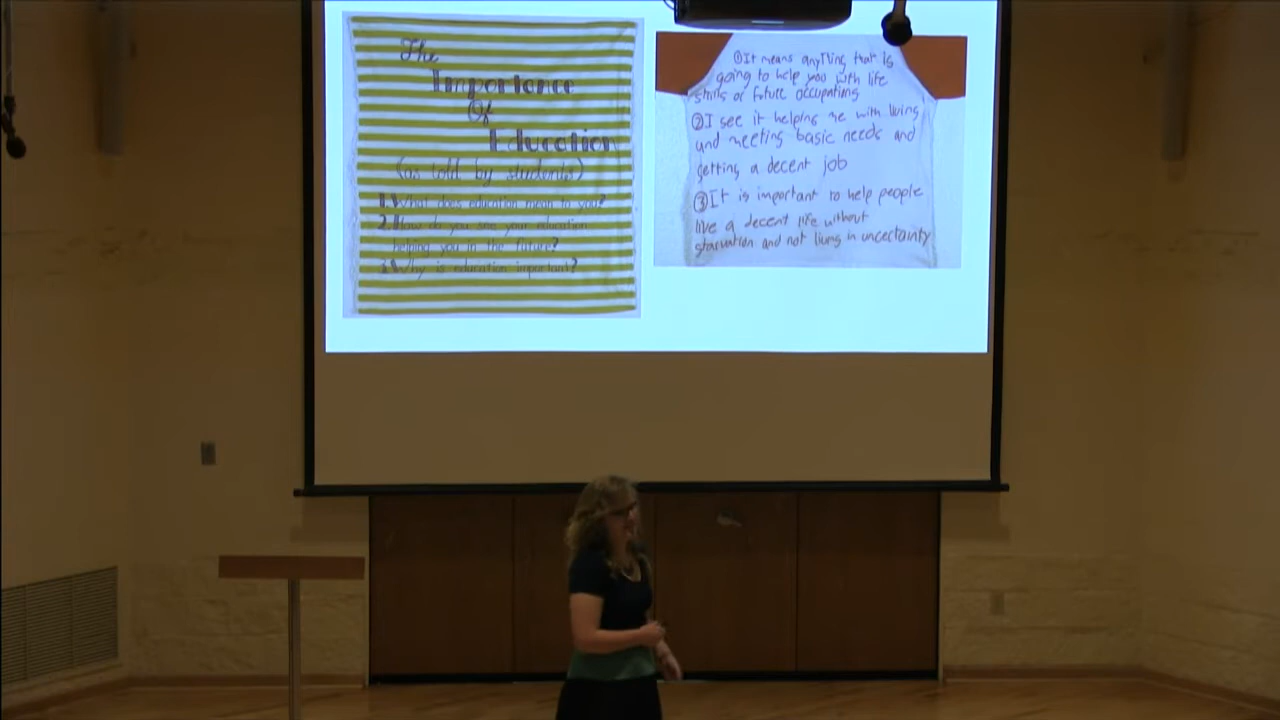 The
Importance
Of
Education
(as told by students)
1. What does education mean to you?
2. How do you see your education
helping you in the future?
3. Why is education important?
①It means anything that is
going to help you with life
skills or future occupations
②I see it helping me with living
and meeting basic needs and
getting a decent job
③It is important to help people
live a decent life without
starvation and not living in uncertainty